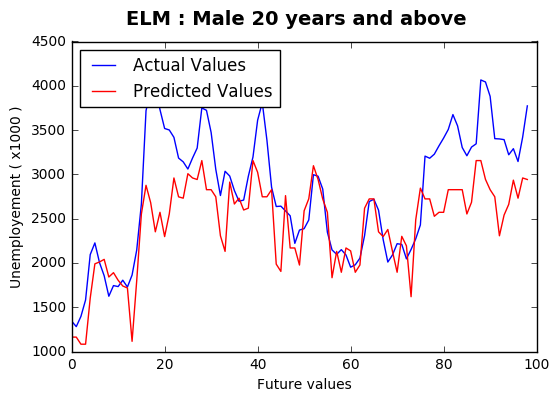 ELM : Male 20 years and above
4500
4000
3500
3000
2500
2000
1500
1000
Unemployement ( x1000 )
Actual Values
Predicted Values
0 20 40 60 80 100
Future values